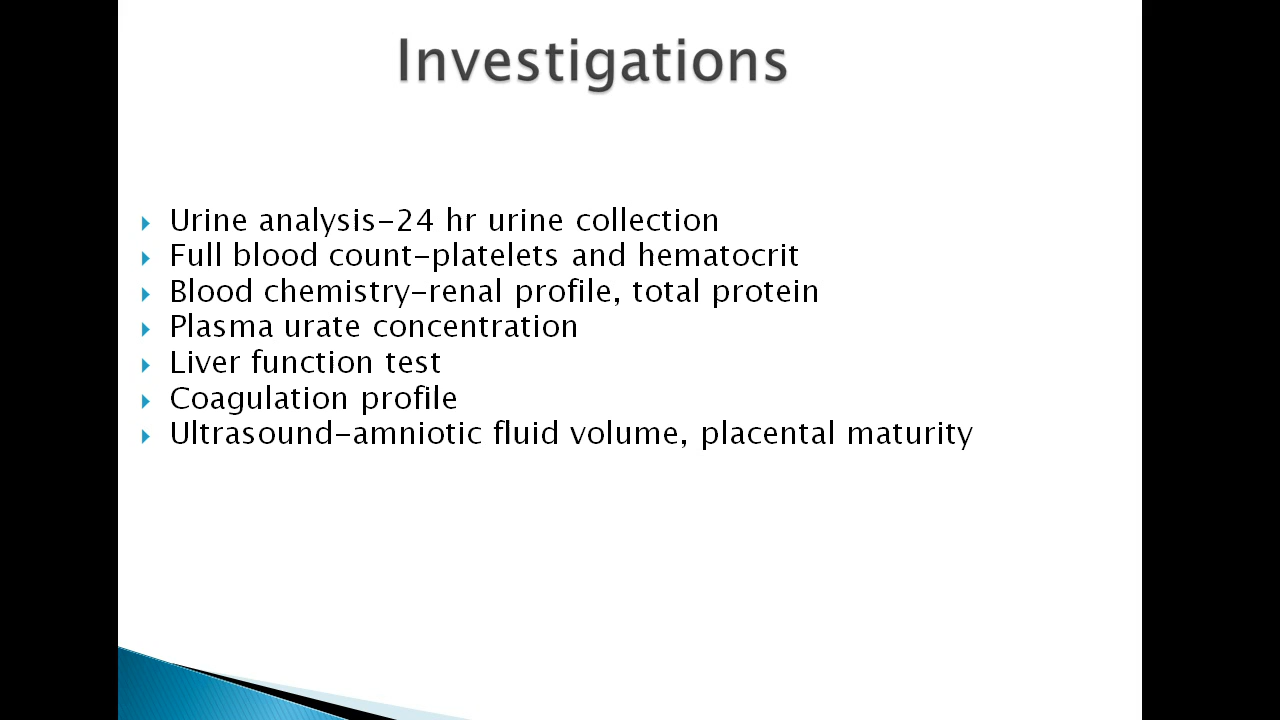 Investigations
Urine analysis-24 hr urine collection
Full blood count-platelets and hematocrit
Blood chemistry-renal profile, total protein
Plasma urate concentration
Liver function test
Coagulation profile
Ultrasound-amniotic fluid volume, placental maturity